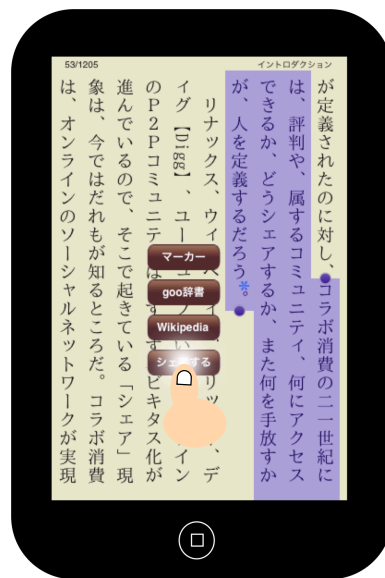 53/1205
イントロダクション
が定義されたのに対し、コラボ消費の二一世紀に
は、評判や、属するコミュニティ、何にアクセス
できるか、どうシェアするか、また何を手放すか
が、人を定義するだろう*。
リナックス、ウィ リッ 、デ
イグ【Digg】、ユー イン
のP2Pコミュニテ ビキタス化が
進んでいるので、そこで起きている「シェア」現
象は、今ではだれもが知るところだ。コラボ消費
は、オンラインのソーシャルネットワークが実現
マーカー
goo辞書
Wikipedia
シェアする